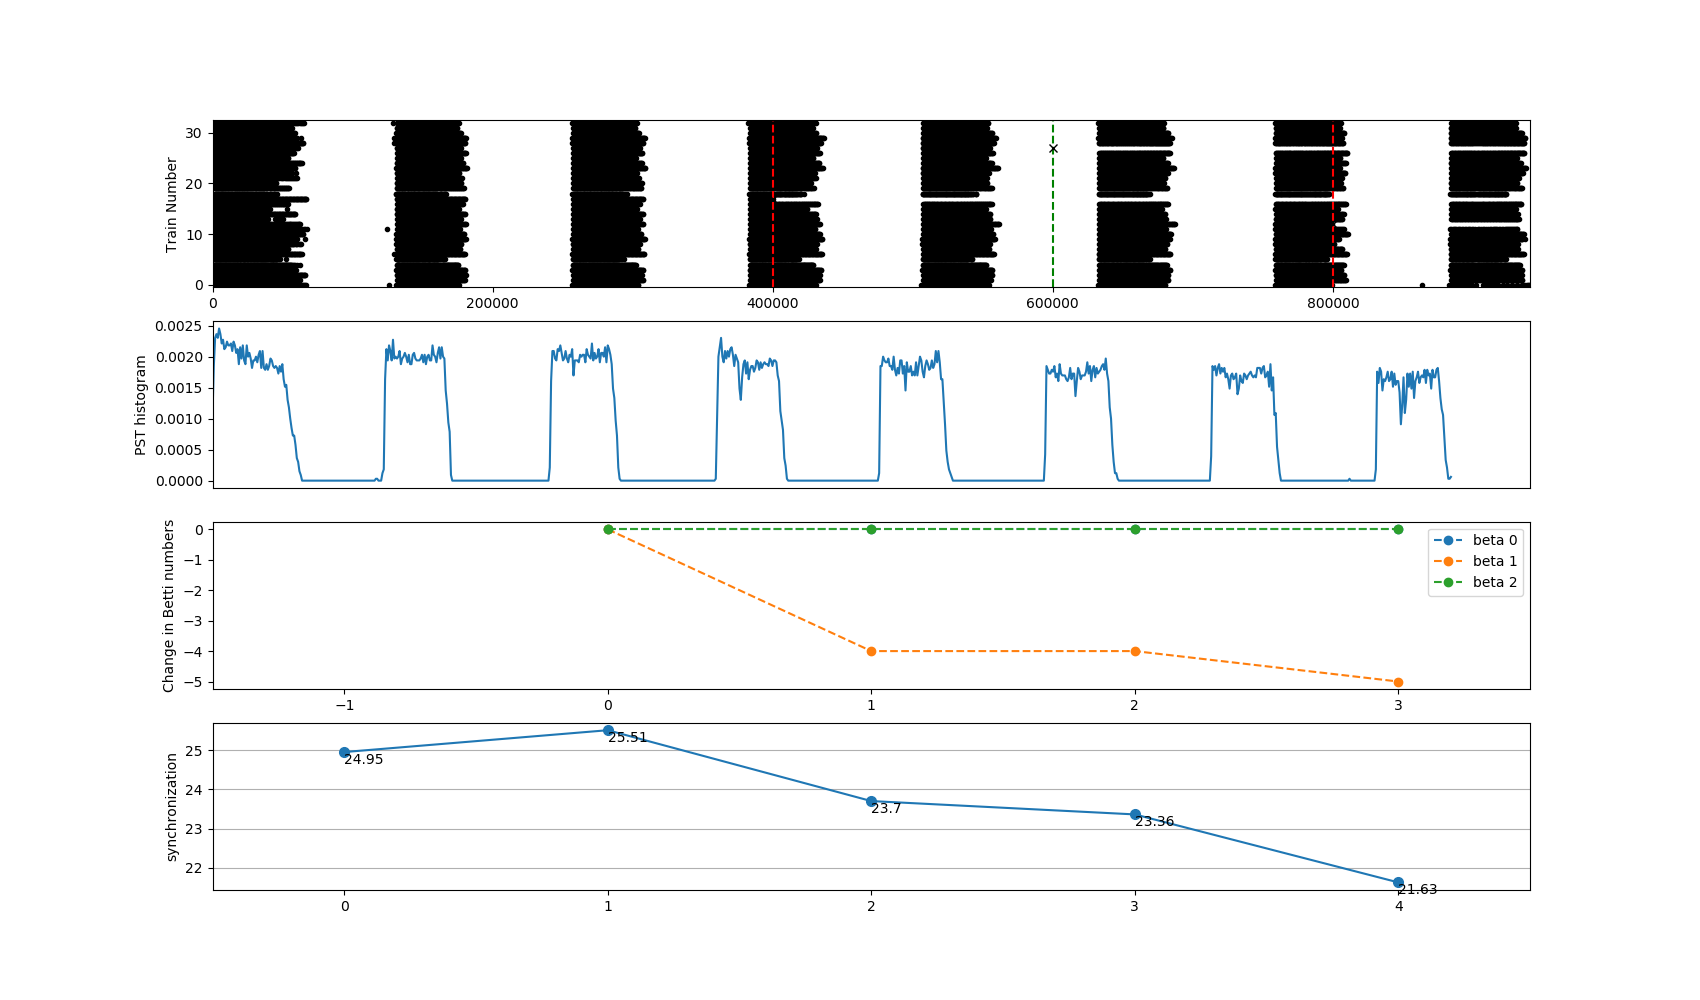 Train Number
30
20
10
0
0 200000 400000 600000 800000
PST histogram
0.0025
0.0020
0.0015
0.0010
0.0005
0.0000
Change in Betti numbers
0
−1
−2
−3
−4
−5
beta 0
beta 1
beta 2
−1 0 1 2 3
synchronization
25
24
23
22
24.95
25.51
23.7
23.36
21.63
0 1 2 3 4